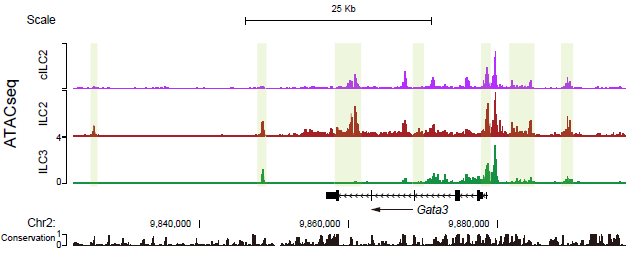 Scale 25 Kb
ATACseq
cILC2
ILC2
4
ILC3
0
Gata3
Chr2: 9,840,000 9,860,000 9,880,000
Conservation 1
0